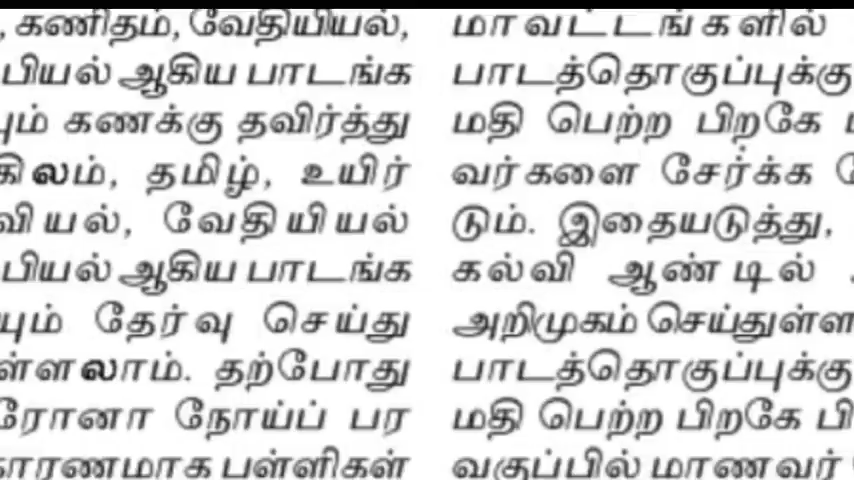 , கணிதம், வேதியியல்,
பியல் ஆகிய பாடங்க
யும் கணக்கு தவிர்த்து
கிலம், தமிழ், உயிர்
வியல், வேதியியல்
பியல் ஆகிய பாடங்க
யும் தேர்வு செய்து
ள்ளலாம். தற்போது
ரோனா நோய்ப் பர
காரணமாக பள்ளிகள்
மாவட்டங்களில்
பாடத்தொகுப்புக்கு
மதி பெற்ற பிறகே
வர்களை சேர்க்க
டும். இதையடுத்து,
கல்வி ஆண்டில்
அறிமுகம் செய்துள்ள
பாடத்தொகுப்புக்கு
மதி பெற்ற பிறகே பி
வகுப்பில் மாணவர்